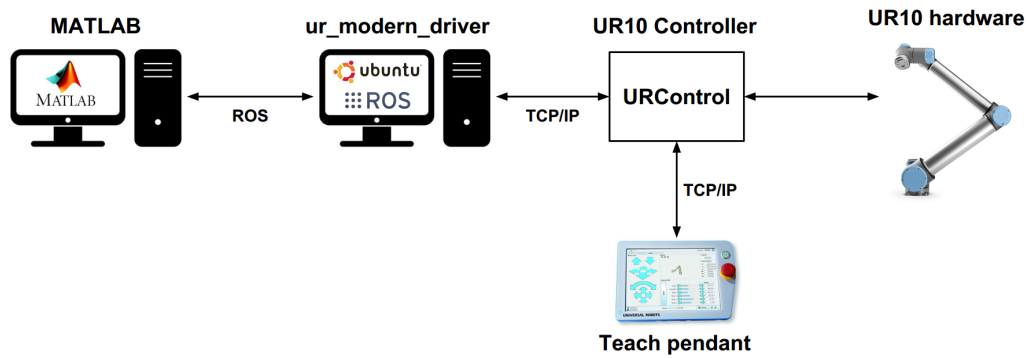 MATLAB
ur_modern_driver
UR10 Controller
UR10 hardware
MATLAB
ubuntu
ROS
URControl
ROS
TCP/IP
TCP/IP
UNIVERSAL ROBOTS
Teach pendant